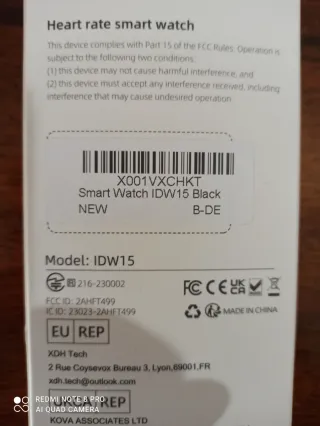 Heart rate smart watch
This device complies with Part 15 of the FCC Rules. Operation is
subject to the following two conditions:
(1) this device may not cause harmful interference, and
(2) this device must accept any interference received, including
interference that may cause undesired operation.
X001VXCHKT
Smart Watch IDW15 Black
NEW B-DE
Model: IDW15
216-230002
FCC ID: 2AHFT499
IC ID: 23023-2AHFT499
FC CE UK CA
MADE IN CHINA
EU REP
XDH Tech
2 Rue Coysevox Bureau 3, Lyon,69001,FR
xdh.tech@outlook.com
UKCA REP
KOVA ASSOCIATES LTD
REDMI NOTE 8 PRO
AI QUAD CAMERA